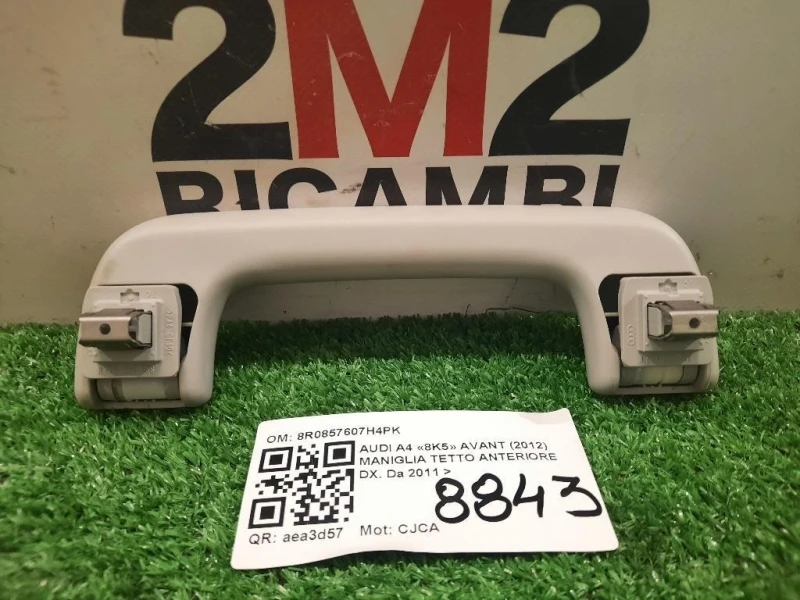 2M2
RICAMBI
OM: 8R0857607H4PK
AUDI A4 «8K5» AVANT (2012)
MANIGLIA TETTO ANTERIORE
DX. Da 2011 >
8843
QR: aea3d57
Mot: CJCA